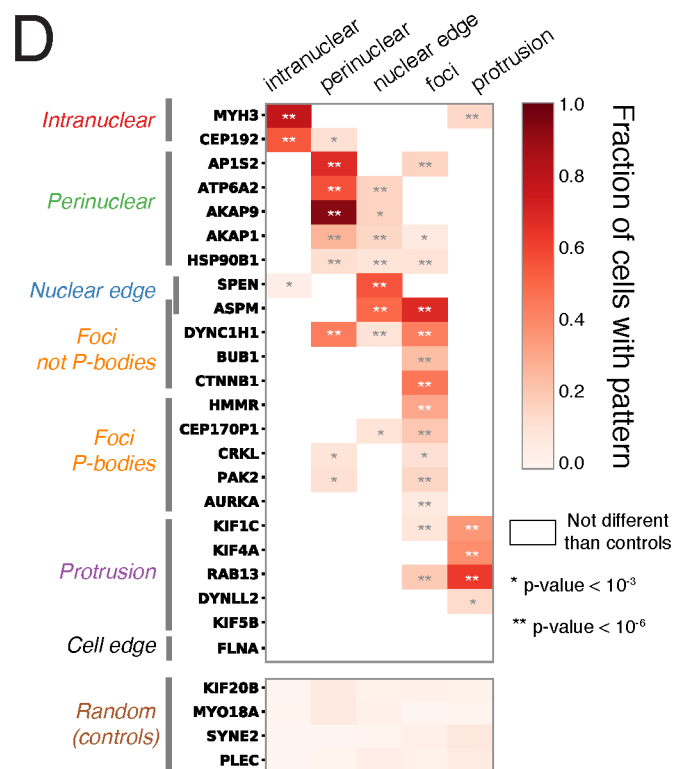 D
intranuclear
perinuclear
nuclear edge
foci
protrusion
Intranuclear
Perinuclear
Nuclear edge
Foci
not P-bodies
Foci
P-bodies
Protrusion
Cell edge
Random
(controls)
MYH3 ** **
CEP192 ** *
AP1S2 ** **
ATP6A2 ** **
AKAP9 ** *
AKAP1 ** ** *
HSP90B1 ** ** **
SPEN * **
ASPM ** **
DYNC1H1 ** ** **
BUB1 **
CTNNB1 **
HMMR **
CEP170P1 * **
CRKL * *
PAK2 * **
AURKA **
KIF1C ** **
KIF4A **
RAB13 ** **
DYNLL2 *
KIF5B
FLNA
KIF20B
MYO18A
SYNE2
PLEC
1.0
0.8
0.6
0.4
0.2
0.0
Fraction of cells with pattern
Not different
than controls
* p-value < 10⁻³
** p-value < 10⁻⁶